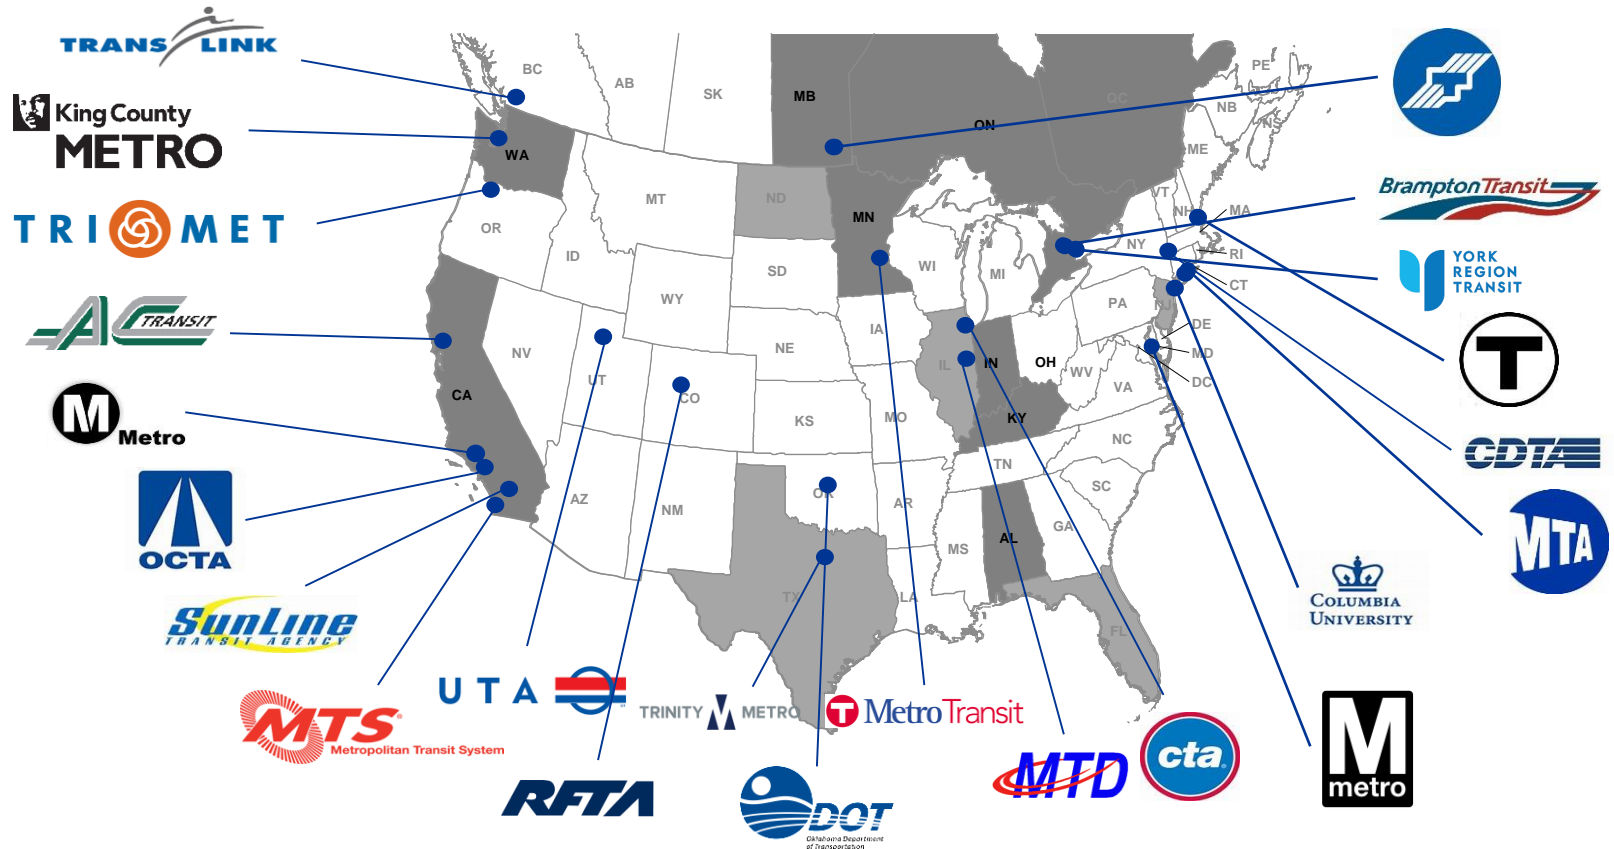 TRANSLINK
King County
METRO
TRIMET
AC TRANSIT
M Metro
OCTA
SunLine
TRANSIT AGENCY
MTS®
Metropolitan Transit System
UTA
RFTA
TRINITY M METRO
DOT
Oklahoma Department
of Transportation
T MetroTransit
MTD
cta
M
metro
COLUMBIA
UNIVERSITY
MTA
CDTA
T
YORK
REGION
TRANSIT
Brampton Transit
BC
AB
SK
MB
ON
QC
PE
NB
NS
ME
WA
MT
ND
MN
VT
NH
MA
OR
ID
WY
SD
WI
MI
NY
RI
CT
PA
NJ
NV
UT
CO
NE
IA
IL
IN
OH
WV
VA
DE
MD
DC
CA
KS
MO
KY
NC
TN
SC
AZ
NM
OK
AR
MS
AL
GA
TX
LA
FL